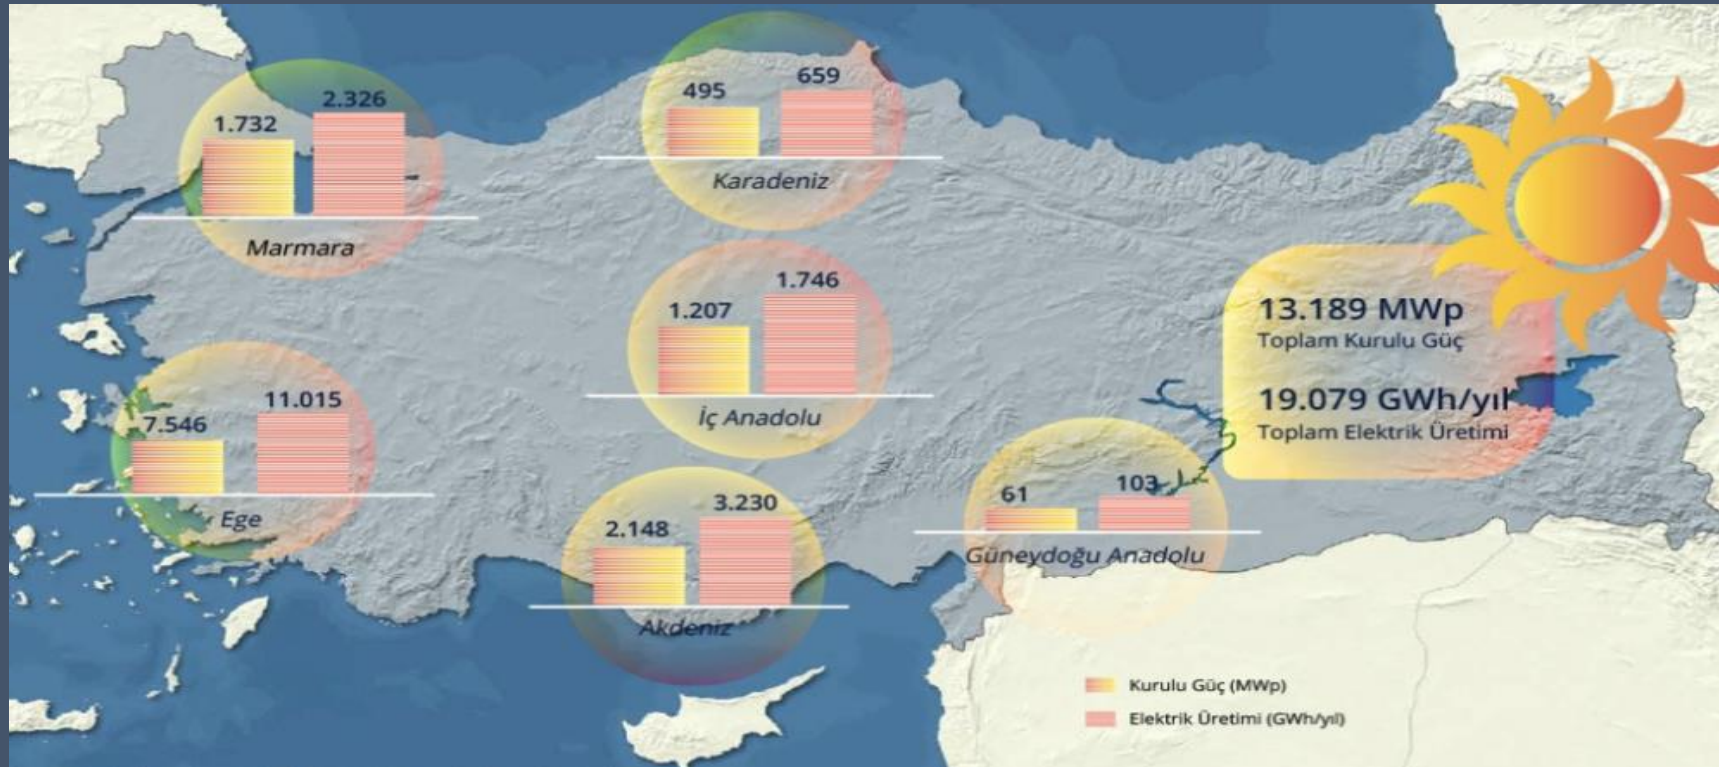 1.732
2.326
Marmara
495
659
Karadeniz
1.207
1.746
İç Anadolu
7.546
11.015
Ege
2.148
3.230
Akdeniz
61
103
Güneydoğu Anadolu
13.189 MWp
Toplam Kurulu Güç
19.079 GWh/yıl
Toplam Elektrik Üretimi
Kurulu Güç (MWp)
Elektrik Üretimi (GWh/yıl)